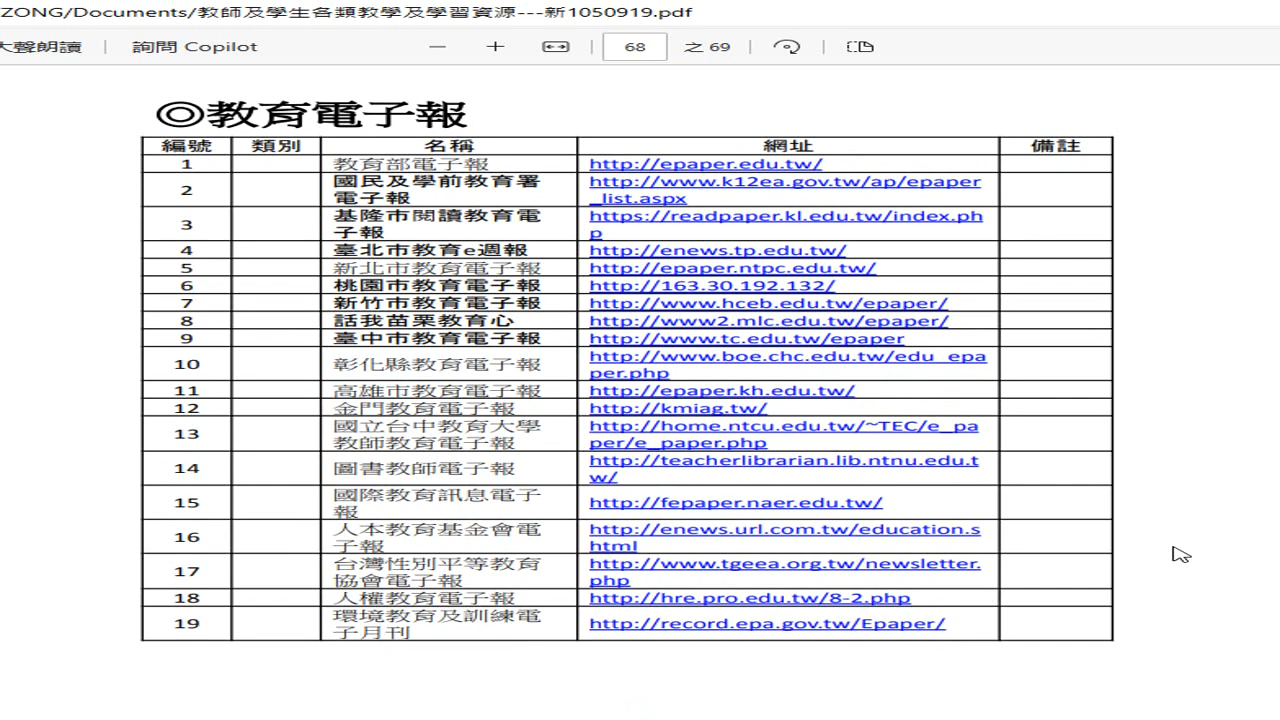 ZONG/Documents/教師及學生各類教學及學習資源---新1050919.pdf
大聲朗讀 詢問 Copilot 68 之 69
◎教育電子報
編號 類別 名稱 網址 備註
1 教育部電子報 http://epaper.edu.tw/
2 國民及學前教育署 http://www.k12ea.gov.tw/ap/epaper
電子報 _list.aspx
3 基隆市閱讀教育電 https://readpaper.kl.edu.tw/index.ph
子報 p
4 臺北市教育e週報 http://enews.tp.edu.tw/
5 新北市教育電子報 http://epaper.ntpc.edu.tw/
6 桃園市教育電子報 http://163.30.192.132/
7 新竹市教育電子報 http://www.hceb.edu.tw/epaper/
8 話我苗栗教育心 http://www2.mlc.edu.tw/epaper/
9 臺中市教育電子報 http://www.tc.edu.tw/epaper
10 彰化縣教育電子報 http://www.boe.chc.edu.tw/edu_epa
per.php
11 高雄市教育電子報 http://epaper.kh.edu.tw/
12 金門教育電子報 http://kmiag.tw/
13 國立台中教育大學 http://home.ntcu.edu.tw/~TEC/e_pa
教師教育電子報 per/e_paper.php
14 圖書教師電子報 http://teacherlibrarian.lib.ntnu.edu.t
w/
15 國際教育訊息電子 http://fepaper.naer.edu.tw/
報
16 人本教育基金會電 http://enews.url.com.tw/education.s
子報 html
17 台灣性別平等教育 http://www.tgeea.org.tw/newsletter.
協會電子報 php
18 人權教育電子報 http://hre.pro.edu.tw/8-2.php
19 環境教育及訓練電 http://record.epa.gov.tw/Epaper/
子月刊